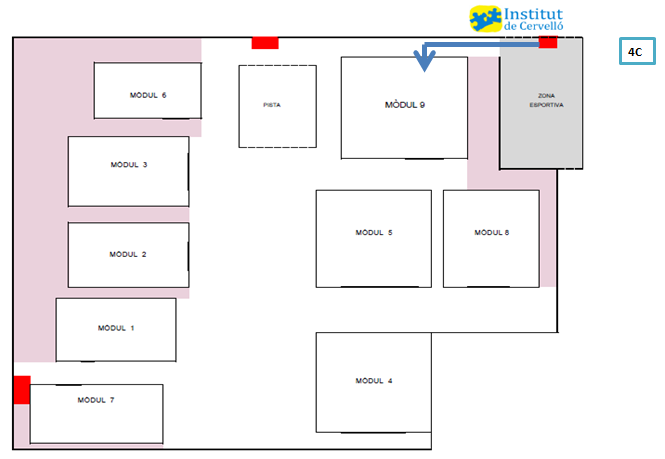 Institut
de Cervelló
4C
MÒDUL 6
PISTA
MÒDUL 9
ZONA
ESPORTIVA
MÒDUL 3
MÒDUL 5
MÒDUL 8
MÒDUL 2
MÒDUL 1
MÒDUL 4
MÒDUL 7